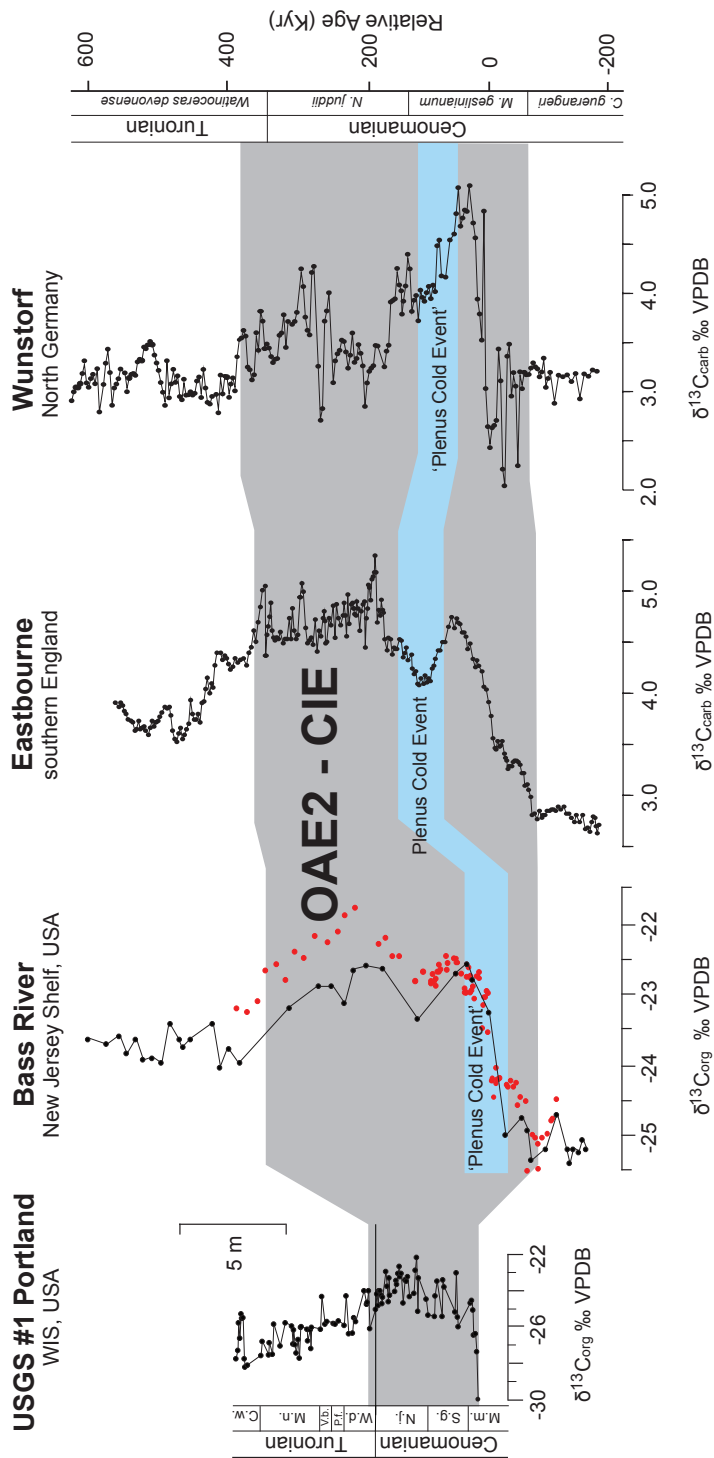 USGS #1 Portland
WIS, USA
Bass River
New Jersey Shelf, USA
Eastbourne
southern England
Wunstorf
North Germany
Relative Age (Kyr)
600
400
200
0
-200
Turonian
Cenomanian
Watinoceras devonense
N. juddii
M. geslinianum
C. guerangeri
5 m
OAE2 - CIE
'Plenus Cold Event'
Plenus Cold Event
'Plenus Cold Event'
Turonian
Cenomanian
C.w.
M.n.
V.b.
P.f.
W.d.
N.j.
S.g.
M.m.
-30
-26
-22
δ13Corg ‰ VPDB
-25
-24
-23
-22
δ13Corg ‰ VPDB
3.0
4.0
5.0
δ13Ccarb ‰ VPDB
2.0
3.0
4.0
5.0
δ13Ccarb ‰ VPDB